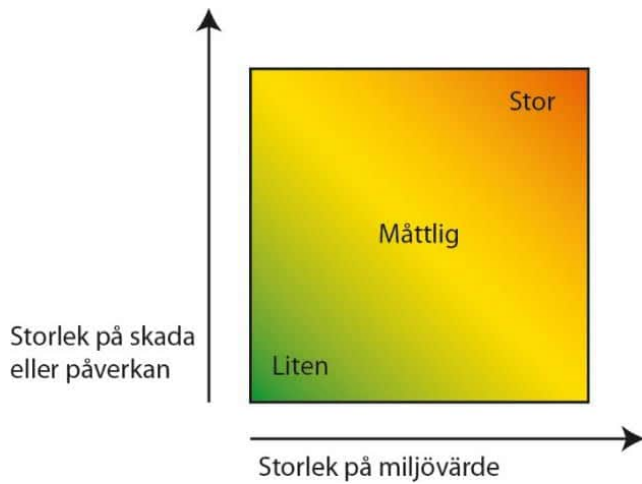 Stor
Måttlig
Storlek på skada
eller påverkan
Liten
Storlek på miljövärde